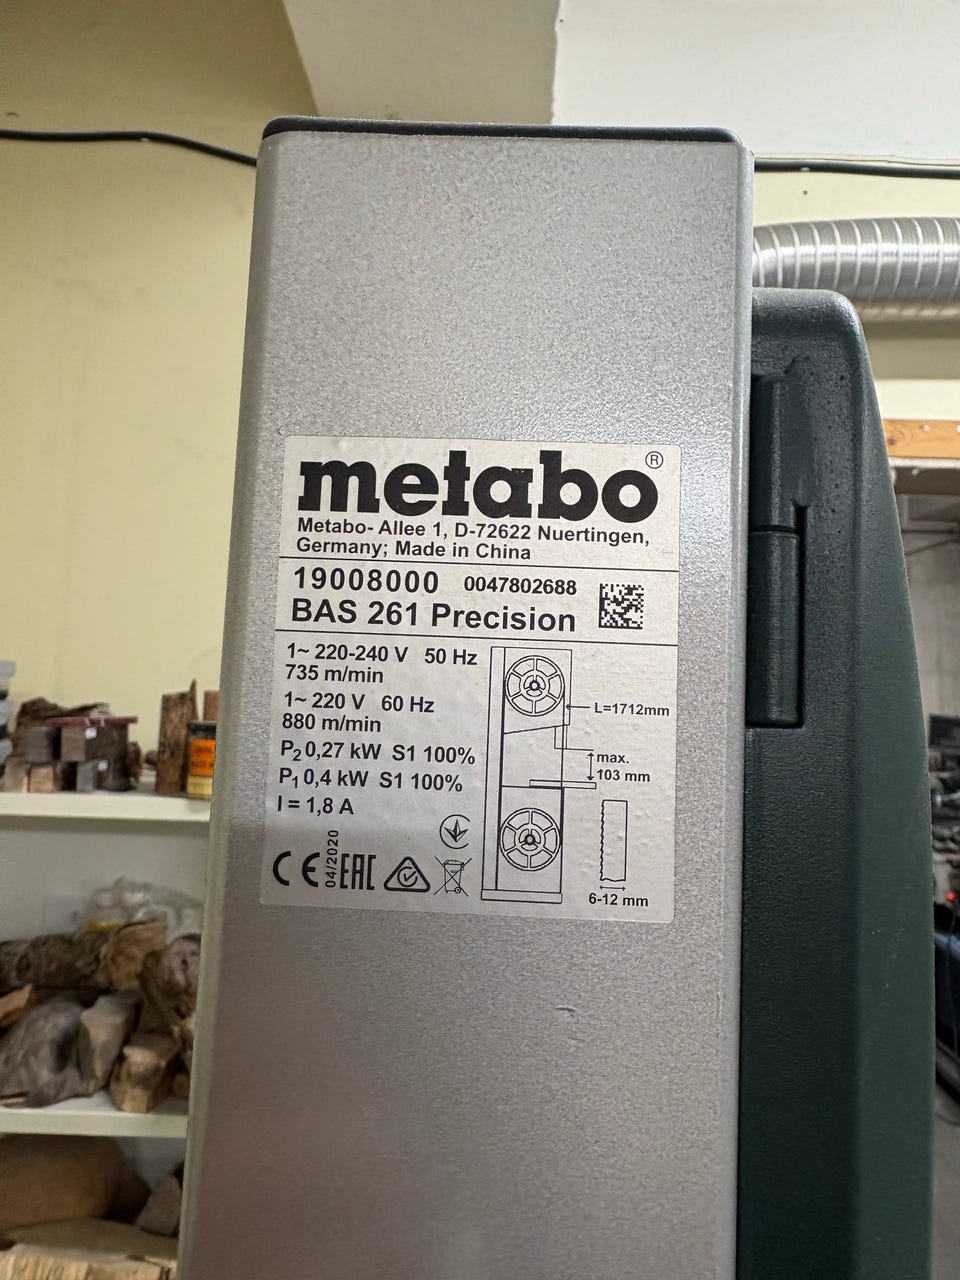 metabo®
Metabo- Allee 1, D-72622 Nuertingen,
Germany; Made in China
19008000 0047802688
BAS 261 Precision
1~ 220-240 V 50 Hz
735 m/min
1~ 220 V 60 Hz
880 m/min
P2 0,27 kW S1 100%
P1 0,4 kW S1 100%
I = 1,8 A
L=1712mm
max.
103 mm
6-12 mm
CE 04/2020 EAC